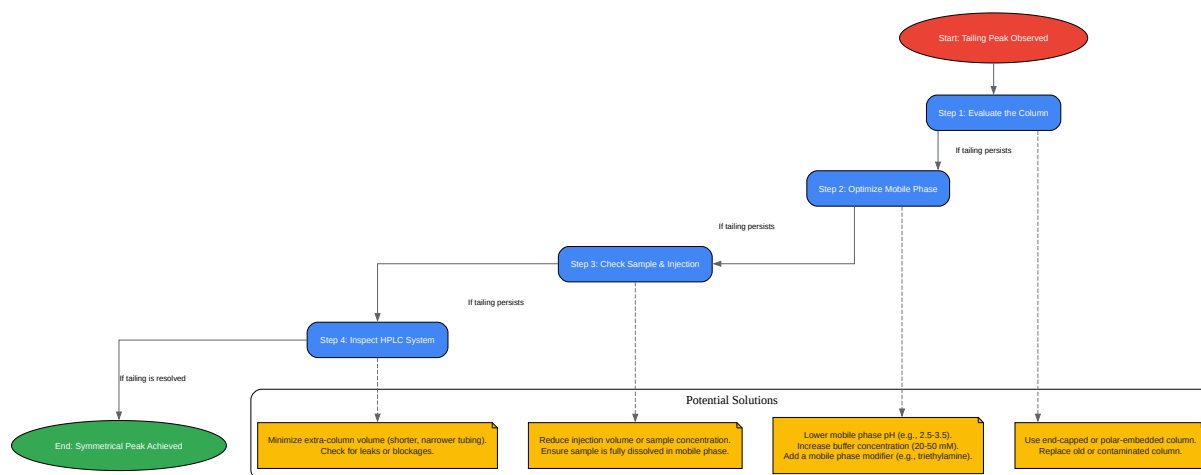 Start: Tailing Peak Observed
Step 1: Evaluate the Column
If tailing persists
Step 2: Optimize Mobile Phase
If tailing persists
Step 3: Check Sample & Injection
If tailing persists
Step 4: Inspect HPLC System
If tailing is resolved
End: Symmetrical Peak Achieved
Potential Solutions
Minimize extra-column volume (shorter, narrower tubing).
Check for leaks or blockages.
Reduce injection volume or sample concentration.
Ensure sample is fully dissolved in mobile phase.
Lower mobile phase pH (e.g., 2.5-3.5).
Increase buffer concentration (20-50 mM).
Add a mobile phase modifier (e.g., triethylamine).
Use end-capped or polar-embedded column.
Replace old or contaminated column.